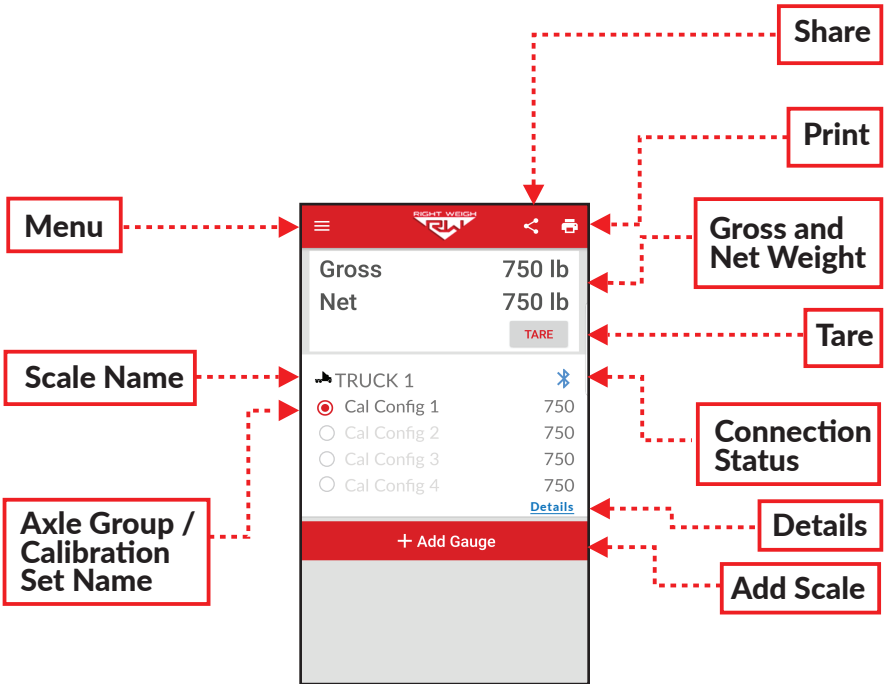 Share
Print
Menu
RIGHT WEIGH
RW
Gross and
Net Weight
Gross 750 lb
Net 750 lb
TARE
Tare
Scale Name
TRUCK 1
Cal Config 1 750
Cal Config 2 750
Cal Config 3 750
Cal Config 4 750
Details
Connection
Status
Axle Group /
Calibration
Set Name
Details
+ Add Gauge
Add Scale